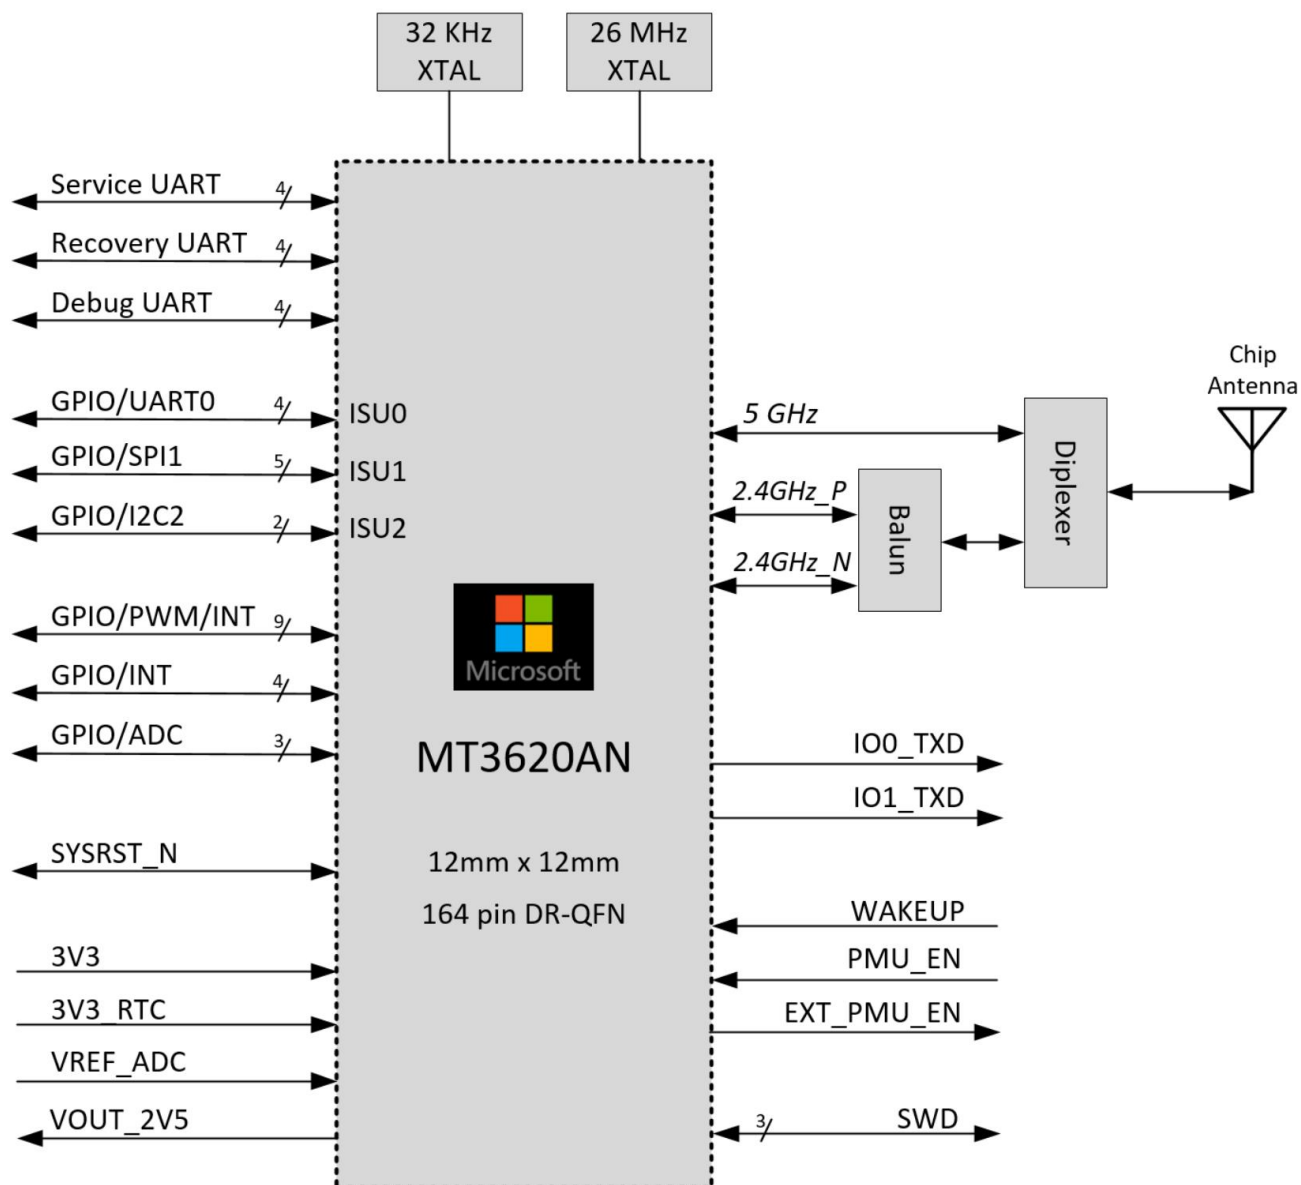 32 KHz
XTAL
26 MHz
XTAL
Service UART
4
Recovery UART
4
Debug UART
4
GPIO/UART0
4
ISU0
GPIO/SPI1
5
ISU1
GPIO/I2C2
2
ISU2
GPIO/PWM/INT
9
GPIO/INT
4
GPIO/ADC
3
SYSRST_N
3V3
3V3_RTC
VREF_ADC
VOUT_2V5
Microsoft
MT3620AN
12mm x 12mm
164 pin DR-QFN
5 GHz
2.4GHz_P
2.4GHz_N
Balun
Diplexer
Chip
Antenna
IO0_TXD
IO1_TXD
WAKEUP
PMU_EN
EXT_PMU_EN
3
SWD